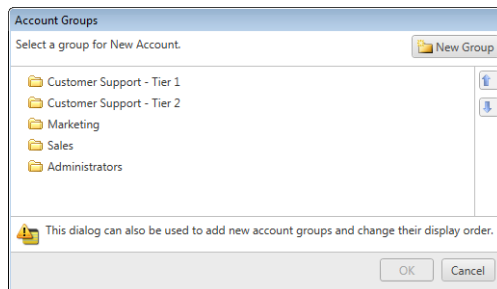 Account Groups
Select a group for New Account.
New Group
Customer Support - Tier 1
Customer Support - Tier 2
Marketing
Sales
Administrators
This dialog can also be used to add new account groups and change their display order.
OK
Cancel